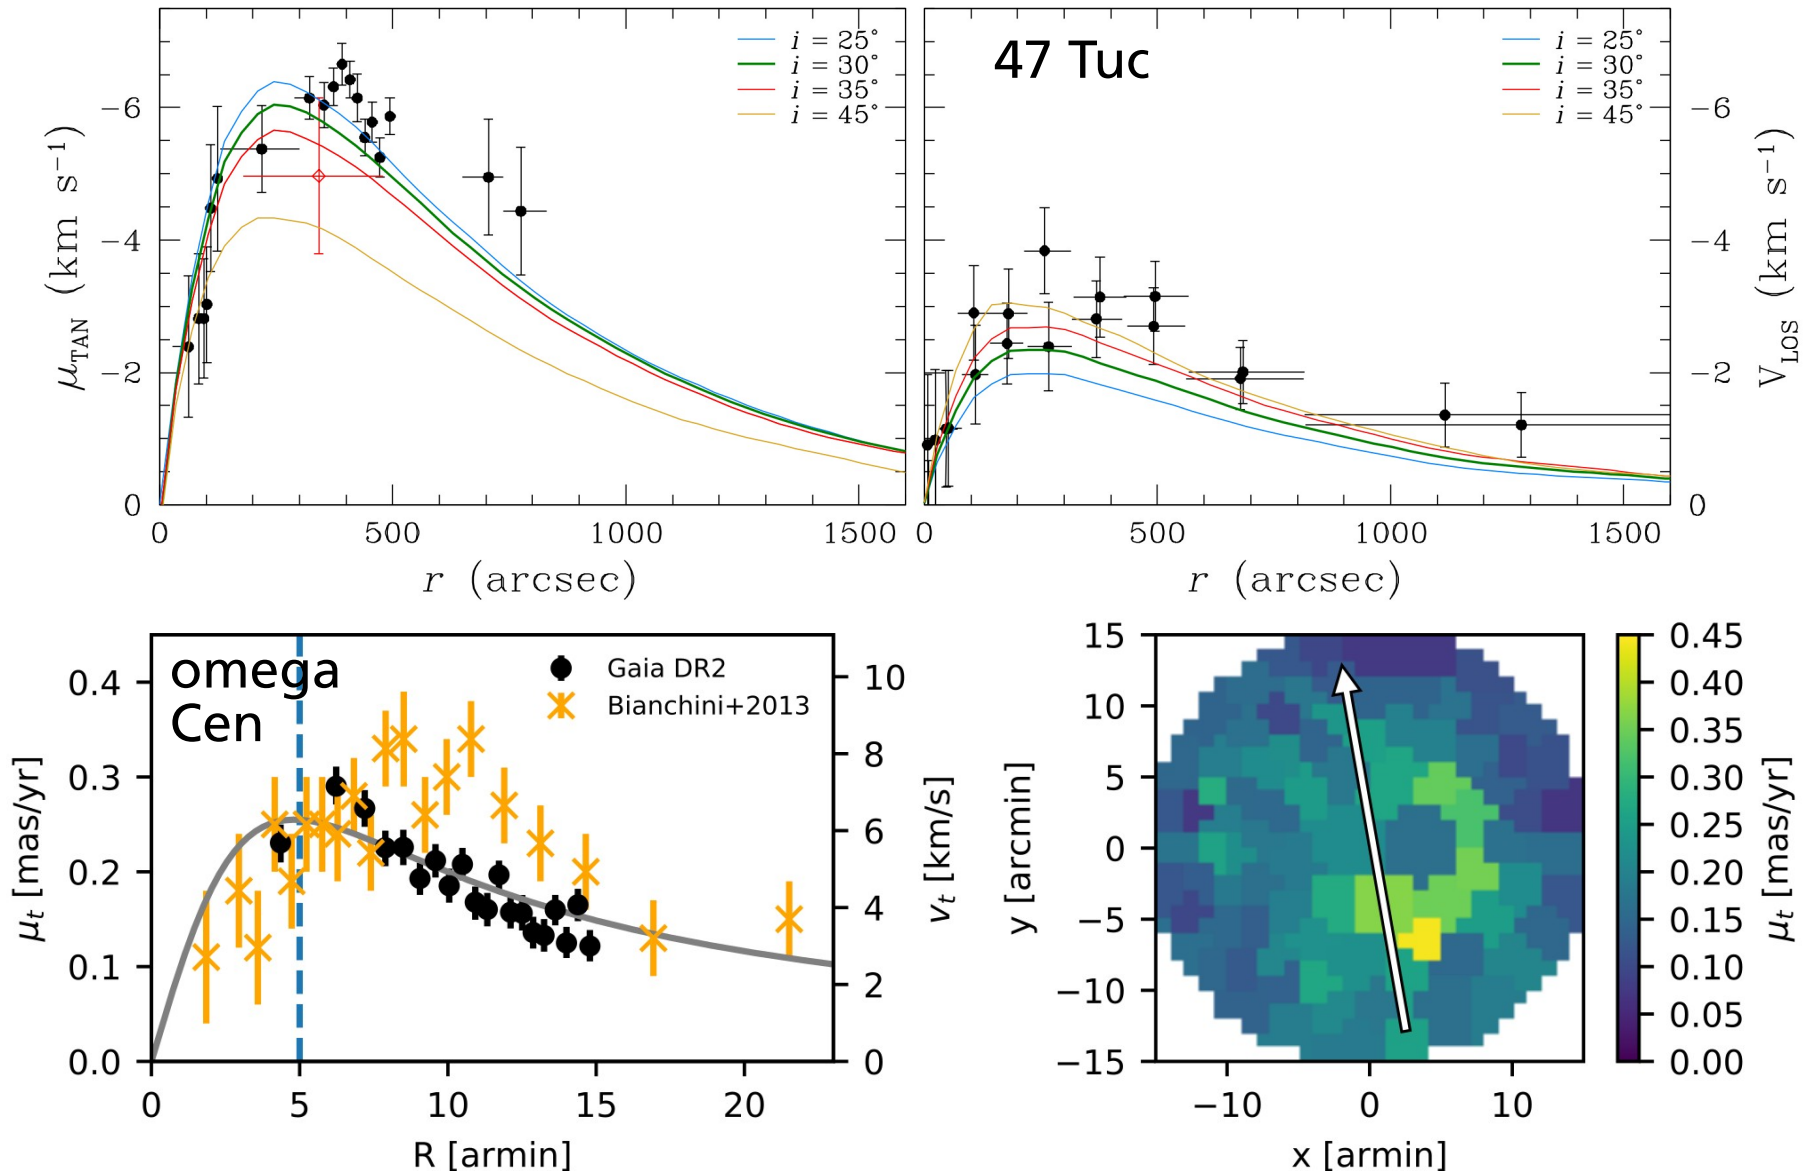 i = 25°
i = 30°
i = 35°
i = 45°
47 Tuc
i = 25°
i = 30°
i = 35°
i = 45°
−6
−4
−2
0
μTAN (km s−1)
−6
−4
−2
0
VLOS (km s−1)
0 500 1000 1500
0 500 1000 1500
r (arcsec)
r (arcsec)
omega
Cen
Gaia DR2
Bianchini+2013
0.4
0.3
0.2
0.1
0.0
μt [mas/yr]
10
8
6
4
2
0
vt [km/s]
0 5 10 15 20
R [armin]
15
10
5
0
−5
−10
−15
y [arcmin]
−10 0 10
x [armin]
0.45
0.40
0.35
0.30
0.25
0.20
0.15
0.10
0.05
0.00
μt [mas/yr]